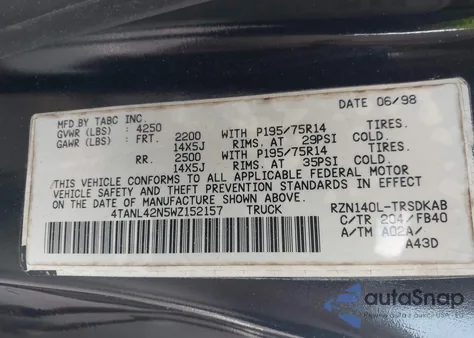 MFD.BY TABC INC. DATE 06/98
GVWR (LBS) : 4250
GAWR (LBS) : FRT. 2200 WITH P195/75R14 TIRES.
14X5J RIMS. AT 29PSI COLD.
RR. 2500 WITH P195/75R14 TIRES.
14X5J RIMS. AT 35PSI COLD.
THIS VEHICLE CONFORMS TO ALL APPLICABLE FEDERAL MOTOR
VEHICLE SAFETY AND THEFT PREVENTION STANDARDS IN EFFECT ON
THE DATE OF MANUFACTURE SHOWN ABOVE.
4TANL42N5WZ152157 TRUCK RZN140L-TRSDKAB
C/TR 204/FB40
A/TM A02A/
A43D
autoSnap